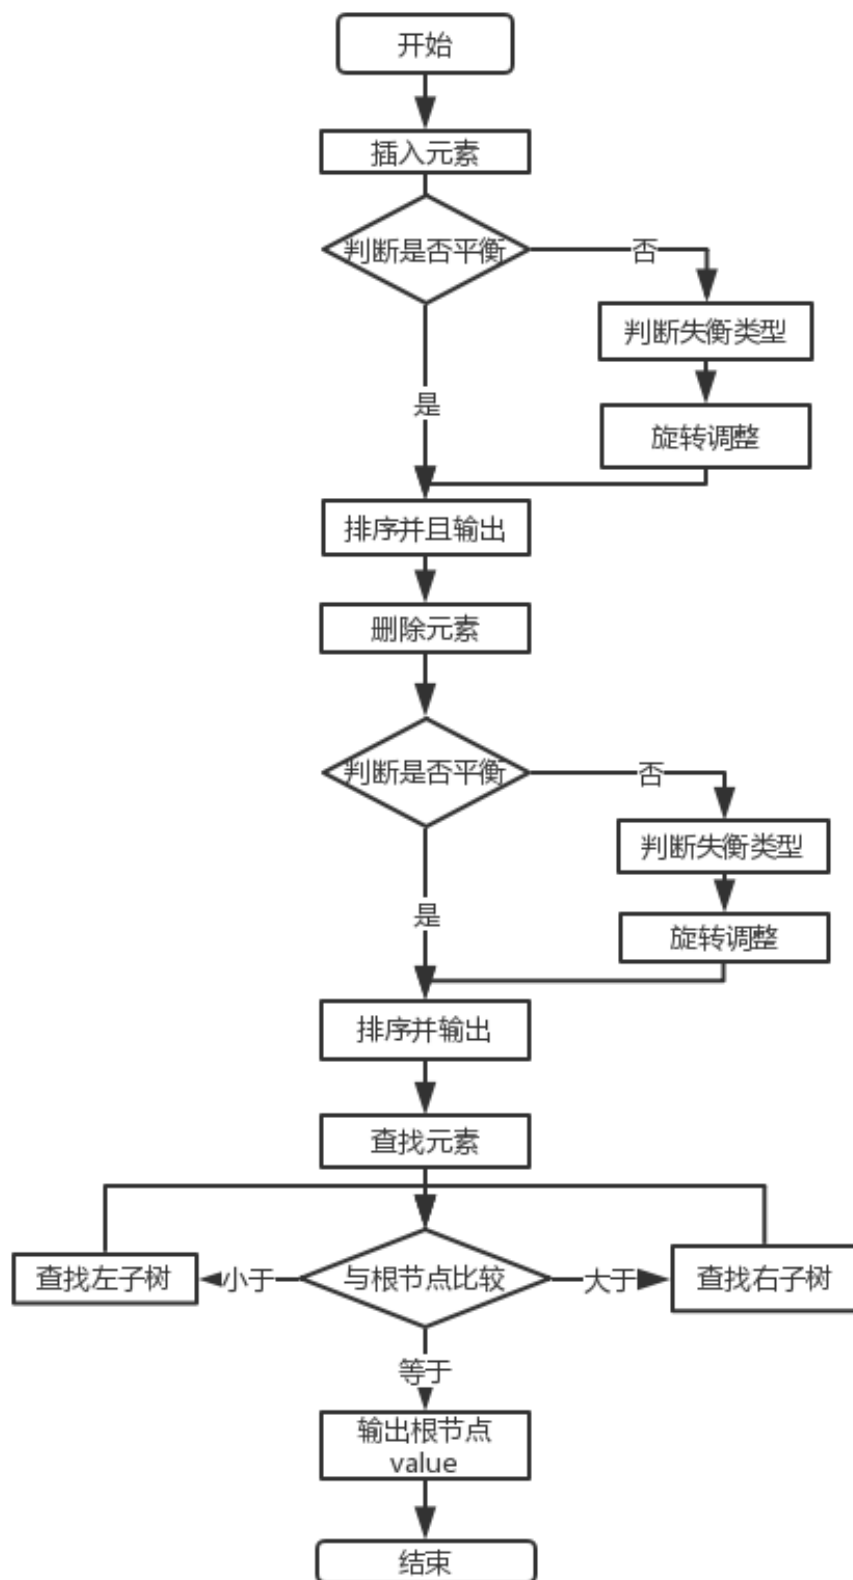 开始
插入元素
判断是否平衡
否
判断失衡类型
是
旋转调整
排序并且输出
删除元素
判断是否平衡
否
判断失衡类型
是
旋转调整
排序并输出
查找元素
查找左子树
小于
与根节点比较
大于
查找右子树
等于
输出根节点
value
结束